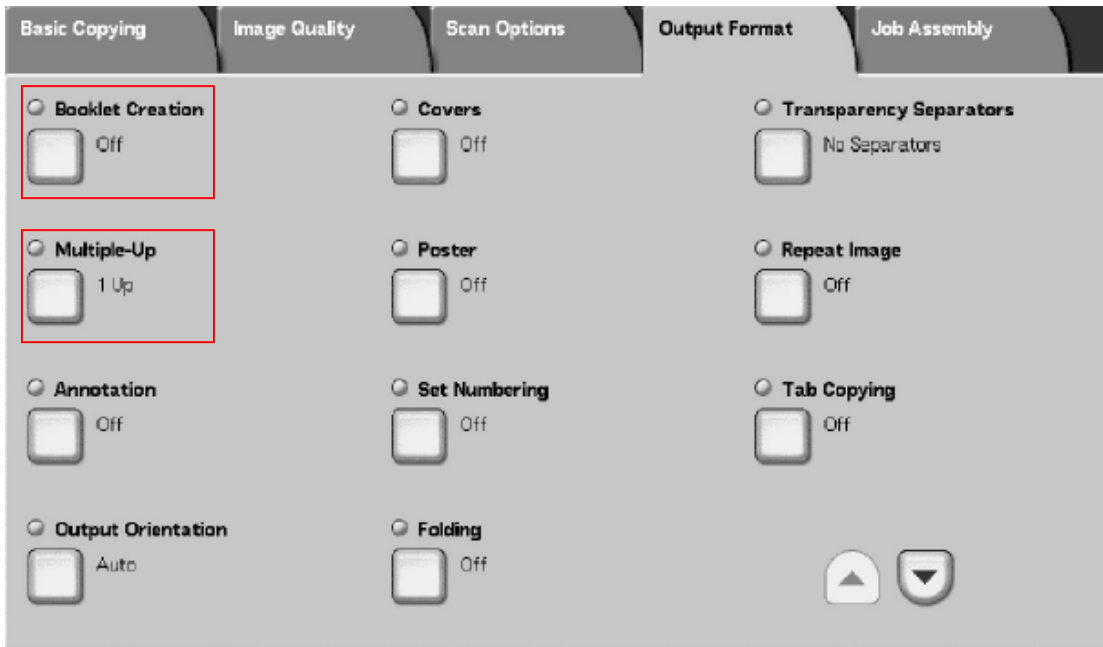 Basic Copying
Image Quality
Scan Options
Output Format
Job Assembly
Booklet Creation
Off
Covers
Off
Transparency Separators
No Separators
Multiple-Up
1 Up
Poster
Off
Repeat Image
Off
Annotation
Off
Set Numbering
Off
Tab Copying
Off
Output Orientation
Auto
Folding
Off